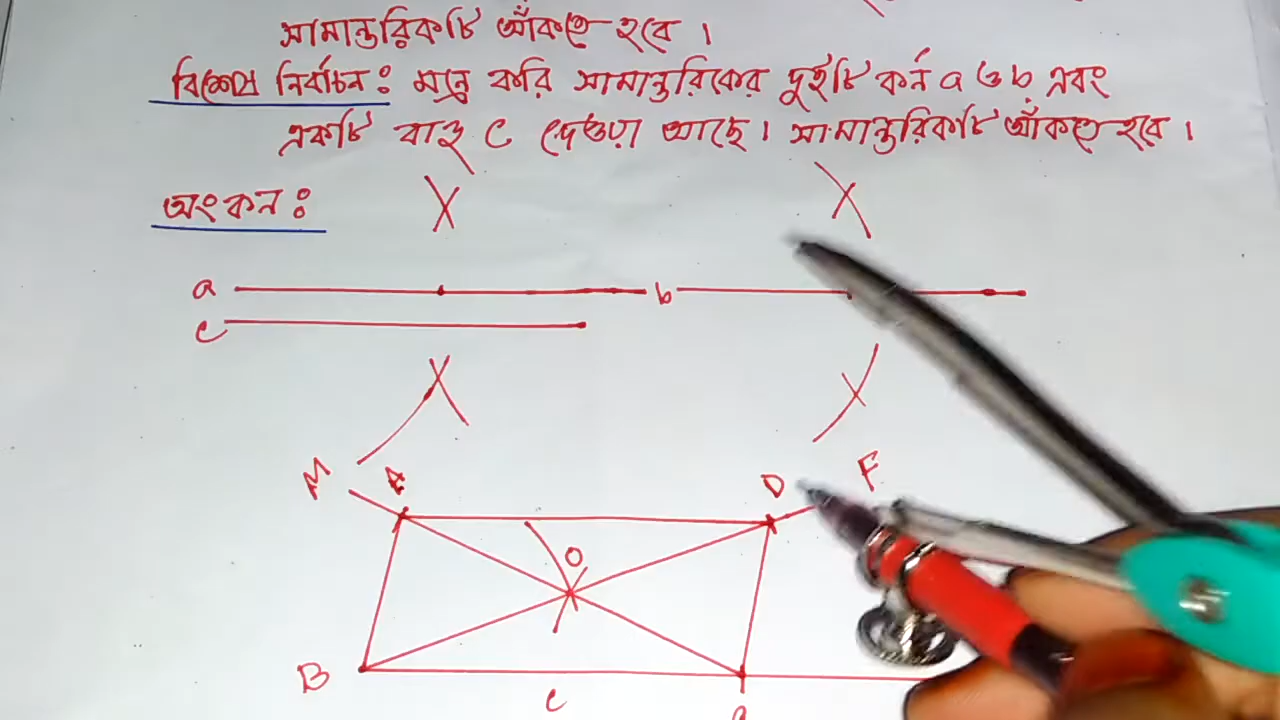 সামান্তরিকটি আঁকতে হবে ।
বিশেষ নির্বাচন : মনে করি সামান্তরিকের দুইটি কর্ন a ও b এবং
একটি বাহু c দেওয়া আছে । সামান্তরিকটি আঁকতে হবে ।
অংকন :
a
b
c
M
A
D
F
O
B
c